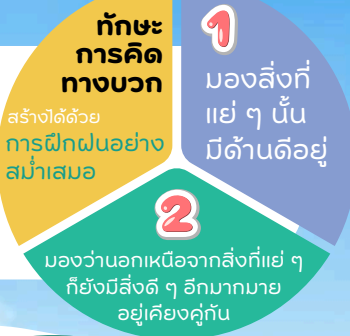 ทักษะ
การคิด
ทางบวก
สร้างได้ด้วย
การฝึกฝนอย่าง
สม่ำเสมอ
1
มองสิ่งที่
แย่ ๆ นั้น
มีด้านดีอยู่
2
มองว่านอกเหนือจากสิ่งที่แย่ ๆ
ก็ยังมีสิ่งดี ๆ อีกมากมาย
อยู่เคียงคู่กัน